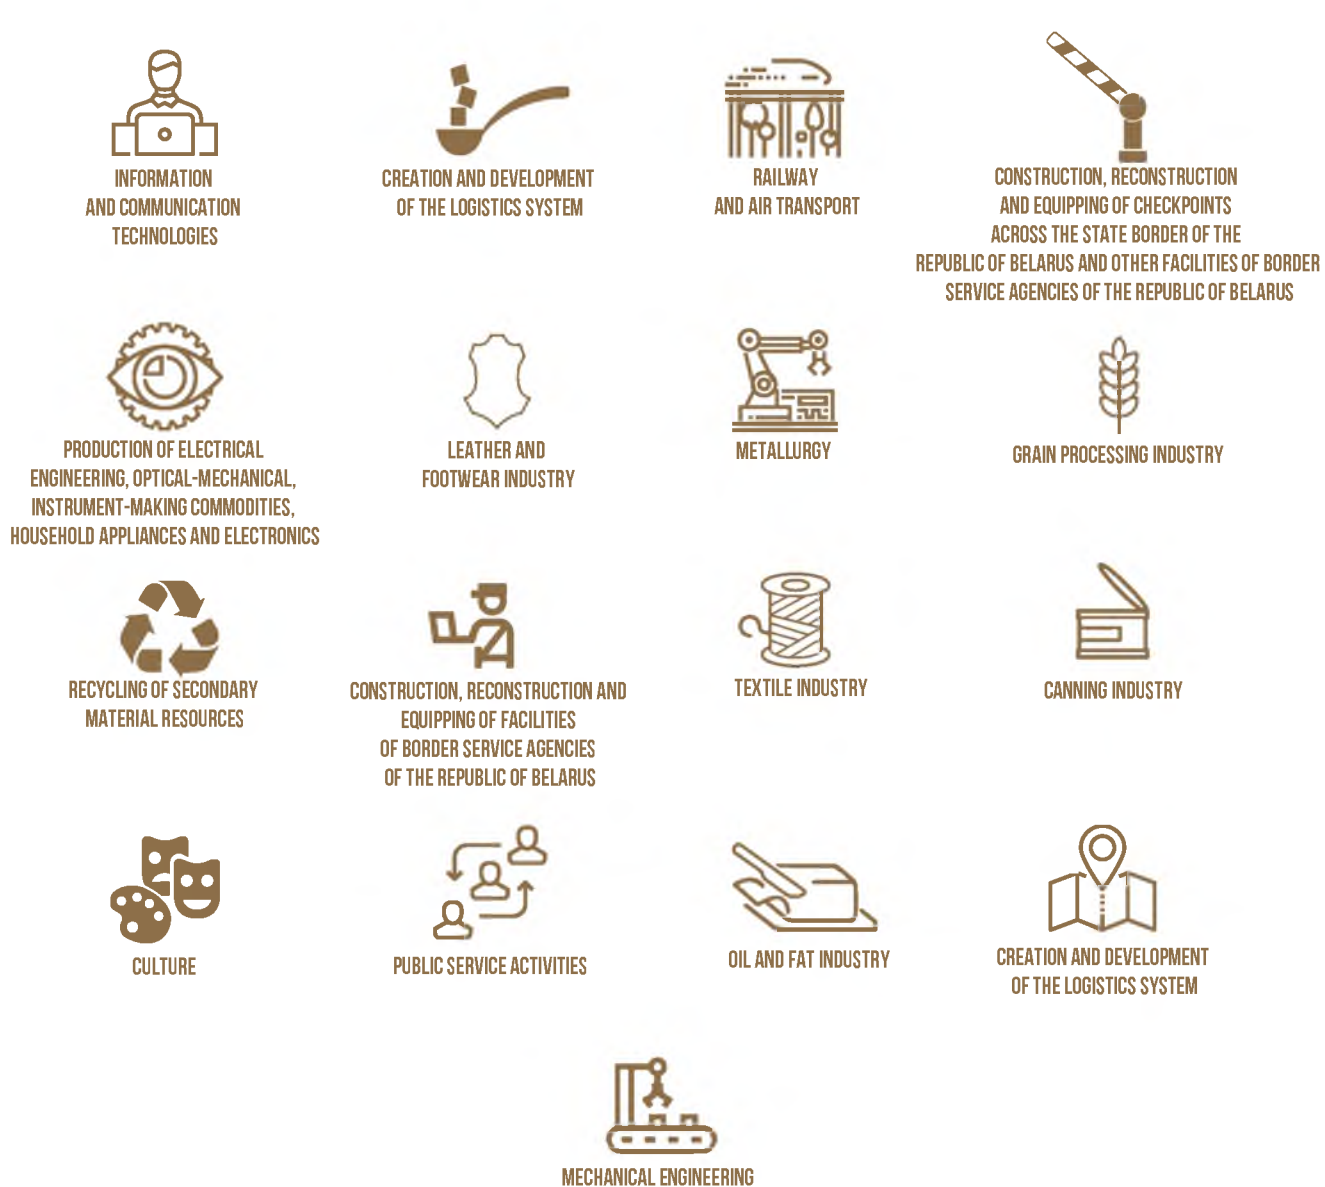 INFORMATION
AND COMMUNICATION
TECHNOLOGIES
CREATION AND DEVELOPMENT
OF THE LOGISTICS SYSTEM
RAILWAY
AND AIR TRANSPORT
CONSTRUCTION, RECONSTRUCTION
AND EQUIPPING OF CHECKPOINTS
ACROSS THE STATE BORDER OF THE
REPUBLIC OF BELARUS AND OTHER FACILITIES OF BORDER
SERVICE AGENCIES OF THE REPUBLIC OF BELARUS
PRODUCTION OF ELECTRICAL
ENGINEERING, OPTICAL-MECHANICAL,
INSTRUMENT-MAKING COMMODITIES,
HOUSEHOLD APPLIANCES AND ELECTRONICS
LEATHER AND
FOOTWEAR INDUSTRY
METALLURGY
GRAIN PROCESSING INDUSTRY
RECYCLING OF SECONDARY
MATERIAL RESOURCES
CONSTRUCTION, RECONSTRUCTION AND
EQUIPPING OF FACILITIES
OF BORDER SERVICE AGENCIES
OF THE REPUBLIC OF BELARUS
TEXTILE INDUSTRY
CANNING INDUSTRY
CULTURE
PUBLIC SERVICE ACTIVITIES
OIL AND FAT INDUSTRY
CREATION AND DEVELOPMENT
OF THE LOGISTICS SYSTEM
MECHANICAL ENGINEERING